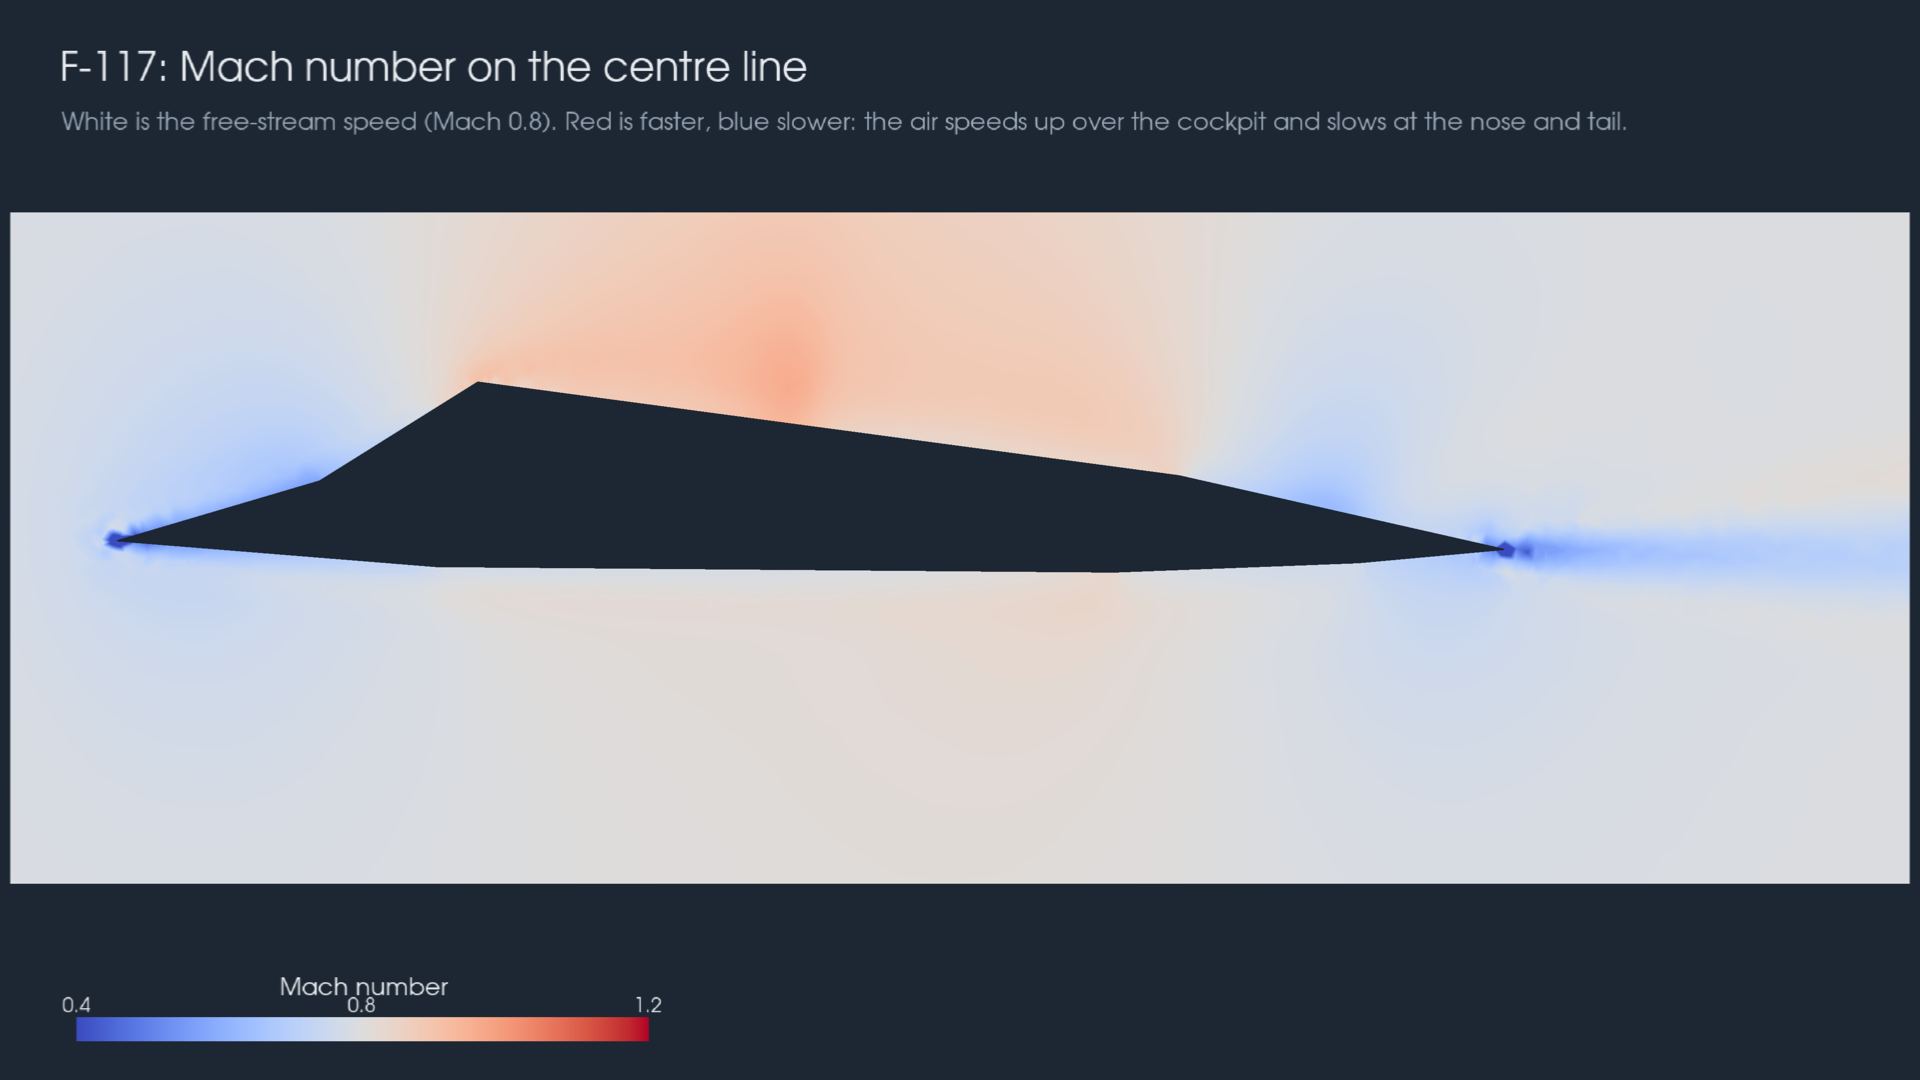 F-117: Mach number on the centre line
White is the free-stream speed (Mach 0.8). Red is faster, blue slower: the air speeds up over the cockpit and slows at the nose and tail.
Mach number
0.4 0.8 1.2